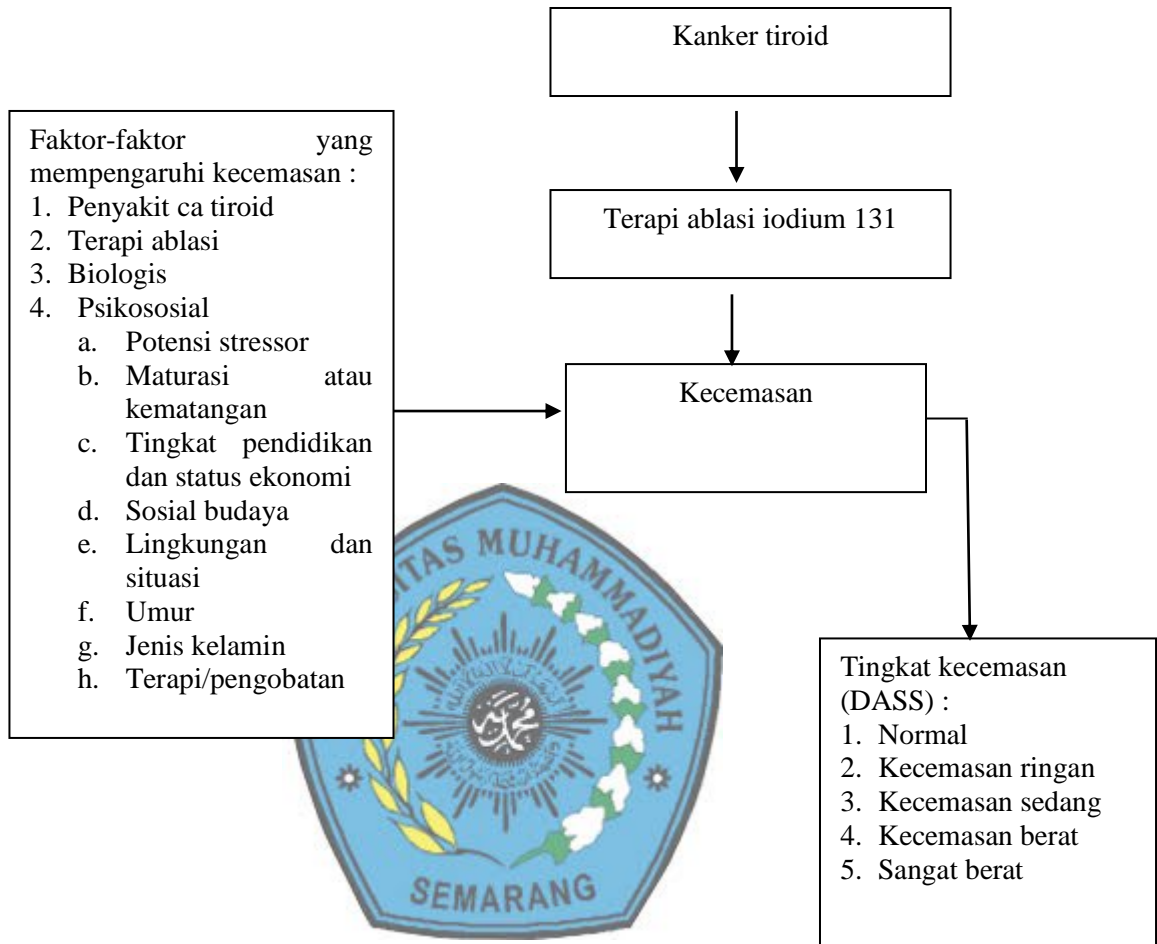 Kanker tiroid
Faktor-faktor yang
mempengaruhi kecemasan :
1. Penyakit ca tiroid
2. Terapi ablasi
3. Biologis
4. Psikososial
a. Potensi stressor
b. Maturasi atau
kematangan
c. Tingkat pendidikan
dan status ekonomi
d. Sosial budaya
e. Lingkungan dan
situasi
f. Umur
g. Jenis kelamin
h. Terapi/pengobatan
Terapi ablasi iodium 131
Kecemasan
Tingkat kecemasan
(DASS) :
1. Normal
2. Kecemasan ringan
3. Kecemasan sedang
4. Kecemasan berat
5. Sangat berat
MUHAMMADIYAH
SEMARANG